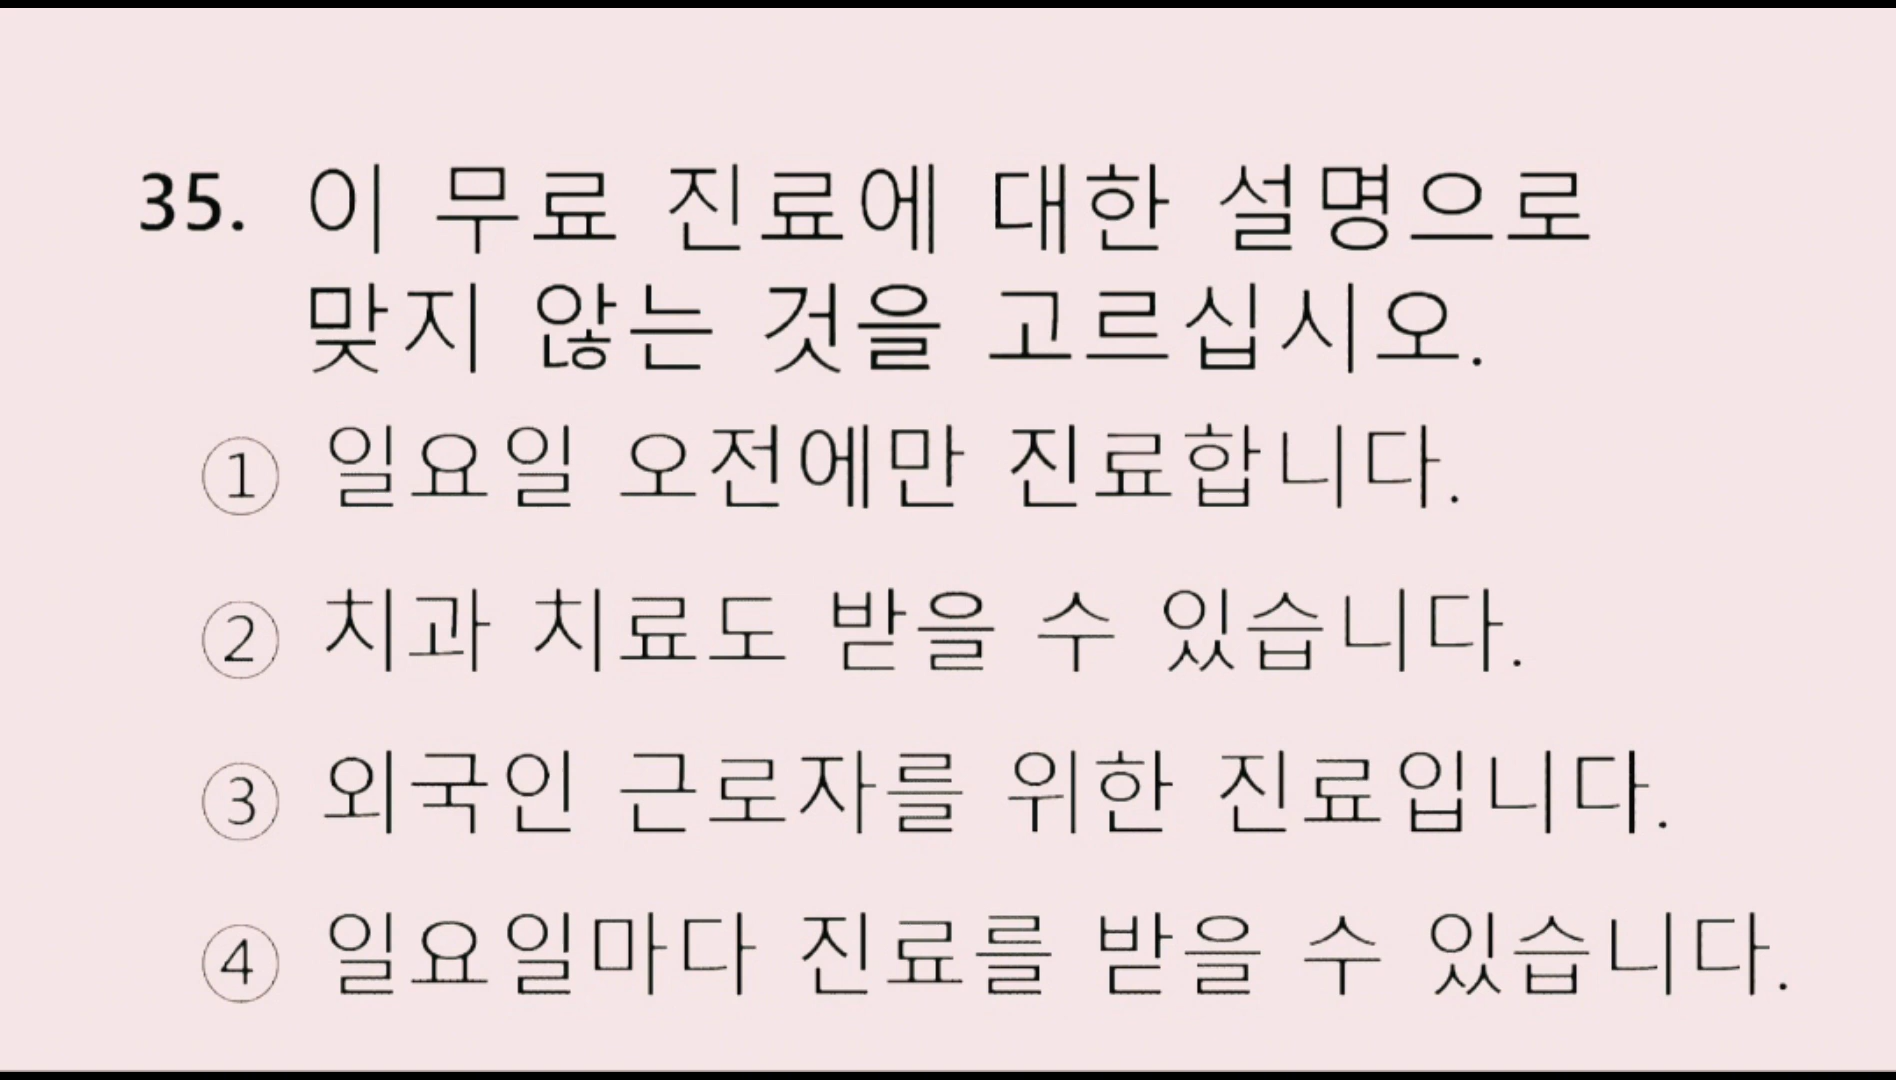 35. 이 무료 진료에 대한 설명으로
맞지 않는 것을 고르십시오.
① 일요일 오전에만 진료합니다.
② 치과 치료도 받을 수 있습니다.
③ 외국인 근로자를 위한 진료입니다.
④ 일요일마다 진료를 받을 수 있습니다.